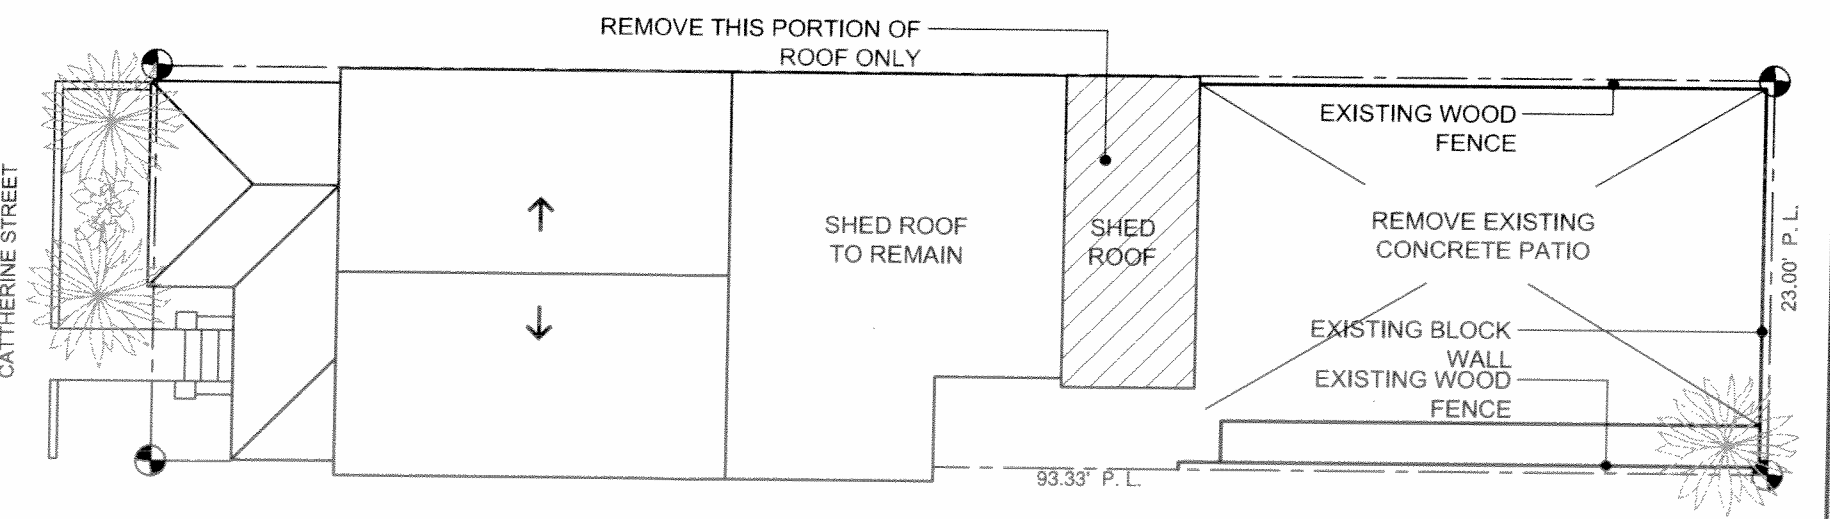 REMOVE THIS PORTION OF
ROOF ONLY
EXISTING WOOD
FENCE
CATHERINE STREET
SHED ROOF
TO REMAIN
SHED
ROOF
REMOVE EXISTING
CONCRETE PATIO
23.00' P. L.
EXISTING BLOCK
WALL
EXISTING WOOD
FENCE
93.33' P. L.